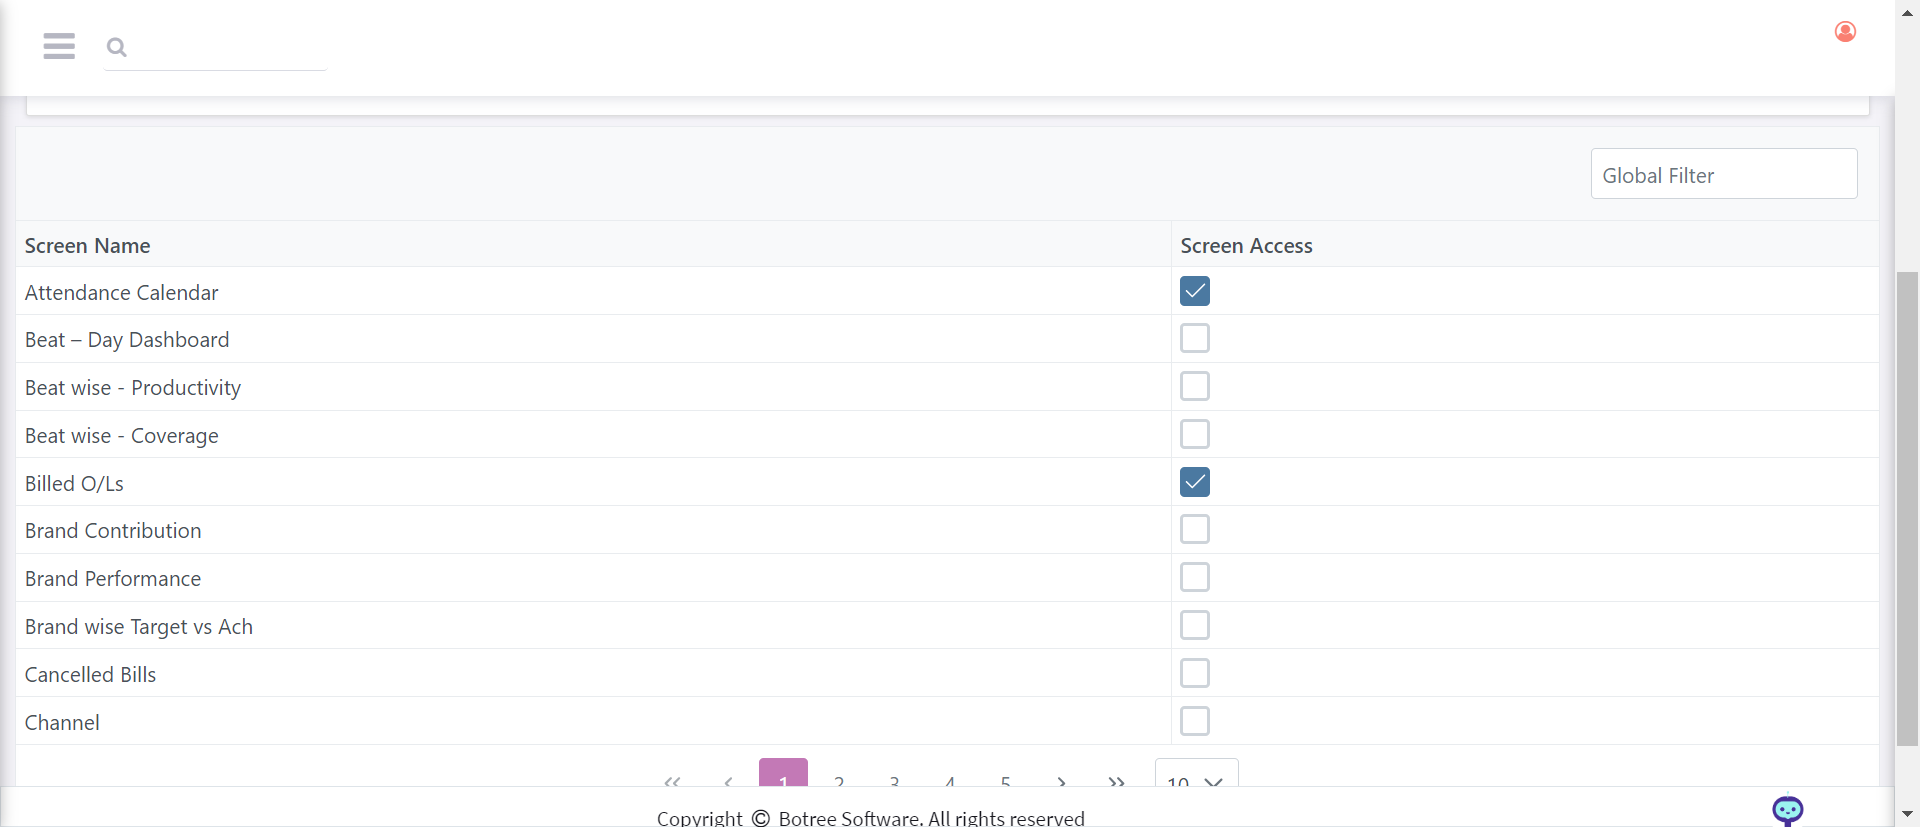 Global Filter
Screen Name Screen Access
Attendance Calendar
Beat – Day Dashboard
Beat wise - Productivity
Beat wise - Coverage
Billed O/Ls
Brand Contribution
Brand Performance
Brand wise Target vs Ach
Cancelled Bills
Channel
1 2 3 4 5 10
Copyright © Botree Software. All rights reserved